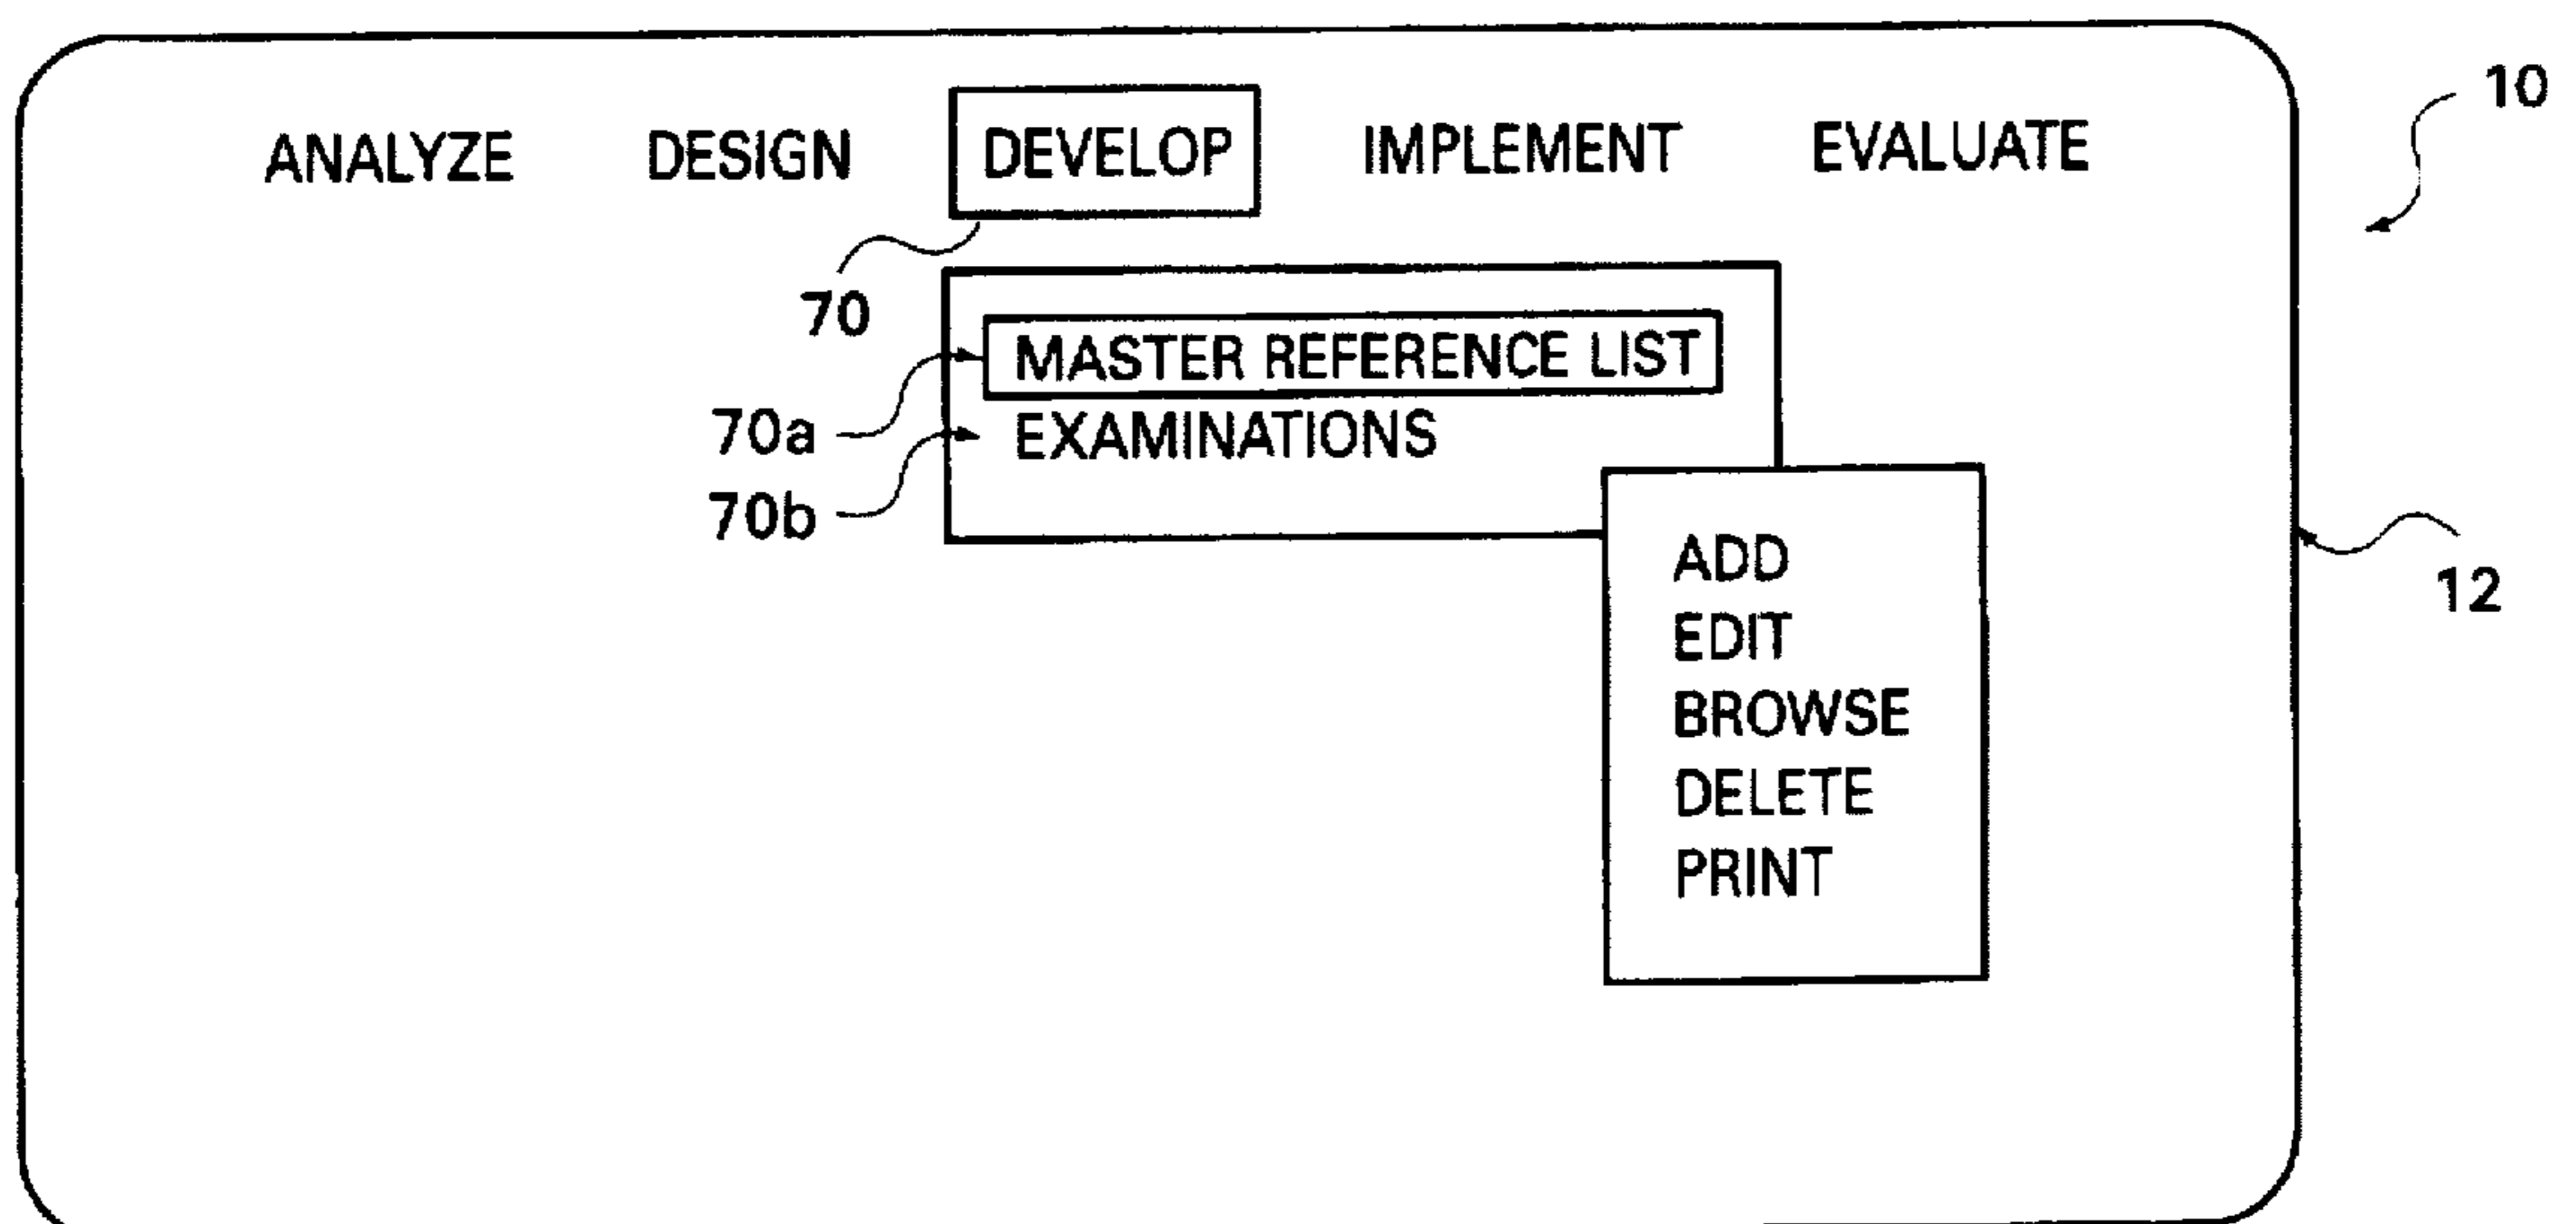 10
ANALYZE DESIGN DEVELOP IMPLEMENT EVALUATE
70
MASTER REFERENCE LIST
70a
EXAMINATIONS
70b
ADD
12
EDIT
BROWSE
DELETE
PRINT